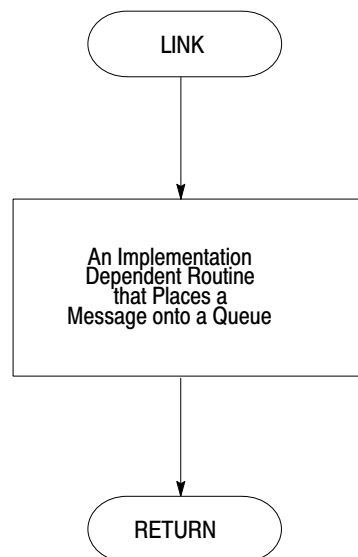 LINK
An Implementation
Dependent Routine
that Places a
Message onto a Queue
RETURN